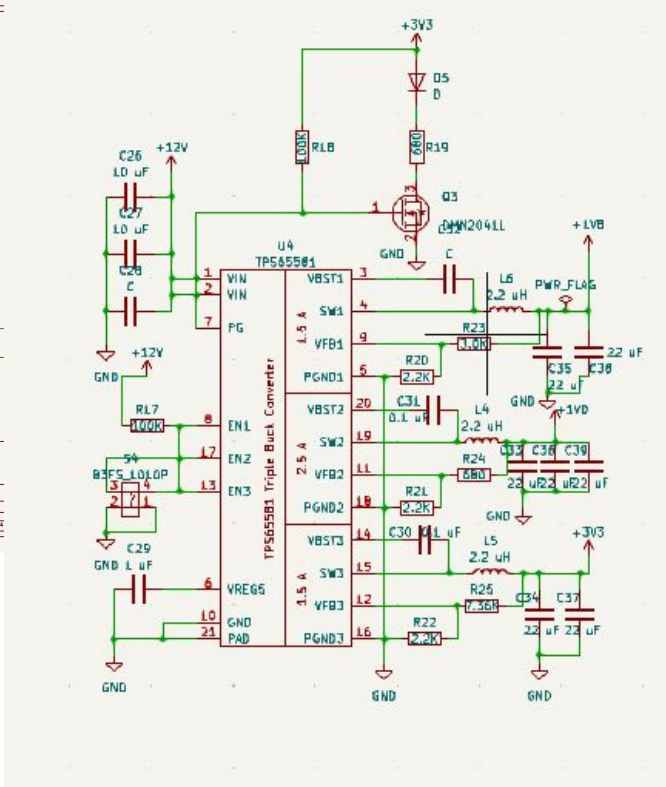 +3V3
D5
D
100K
R18
680
R19
+12V
C26
10 uF
C27
10 uF
C28
C
1
3
2
Q3
DMN2041L
GND
U4
TPS65581
+1V8
1 VIN
2 VIN
7 PG
VBST1 3
C
L6
2.2 uH
PWR_FLAG
SW1 4
1.5 A
VFB1 9
R23
3.0K
PGND1 5
R20
2.2K
C35
22 uF
22 uF
C38
GND
+12V
GND
R17
100K
8 EN1
17 EN2
13 EN3
S4
B3FS_1010P
3 4
2 1
GND
TPS65581 Triple Buck Converter
VBST2 20
C31
0.1 uF
L4
2.2 uH
+1VD
SW2 19
2.5 A
VFB2 11
R24
680
PGND2 18
R21
2.2K
C33
C36
C39
22 uF
22 uF
22 uF
GND
VBST3 14
C30
0.1 uF
L5
2.2 uH
+3V3
SW3 15
1.5 A
VFB3 12
R25
7.36K
PGND3 16
R22
2.2K
C34
22 uF
C37
22 uF
C29
1 uF
6 VREG5
10 GND
21 PAD
GND
GND
GND